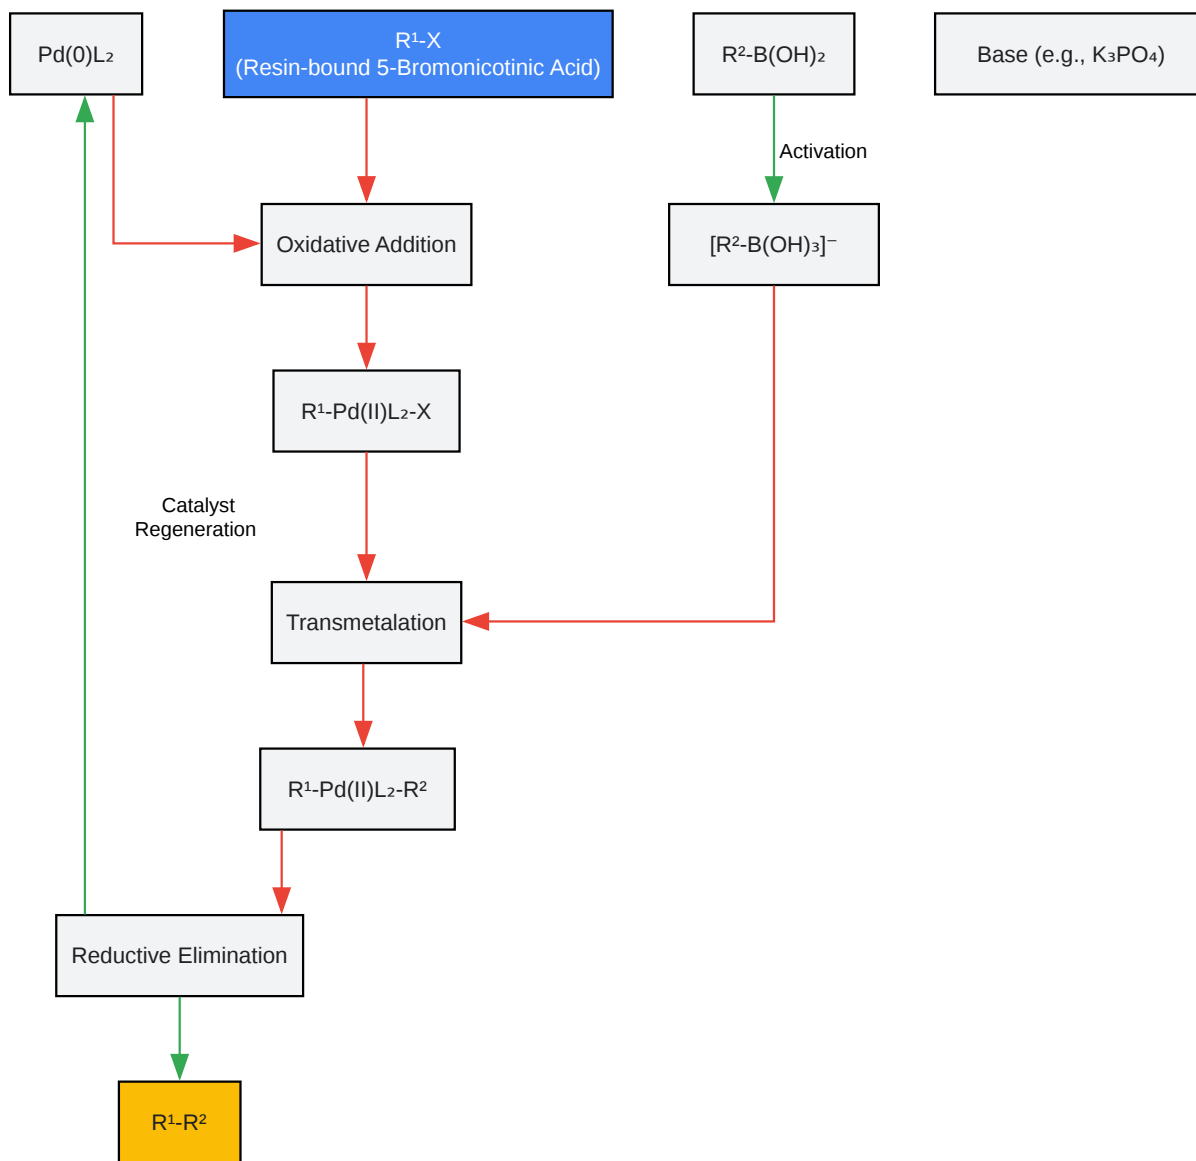 Pd(0)L₂
R¹-X
(Resin-bound 5-Bromonicotinic Acid)
R²-B(OH)₂
Base (e.g., K₃PO₄)
Activation
Oxidative Addition
[R²-B(OH)₃]⁻
R¹-Pd(II)L₂-X
Catalyst
Regeneration
Transmetalation
R¹-Pd(II)L₂-R²
Reductive Elimination
R¹-R²